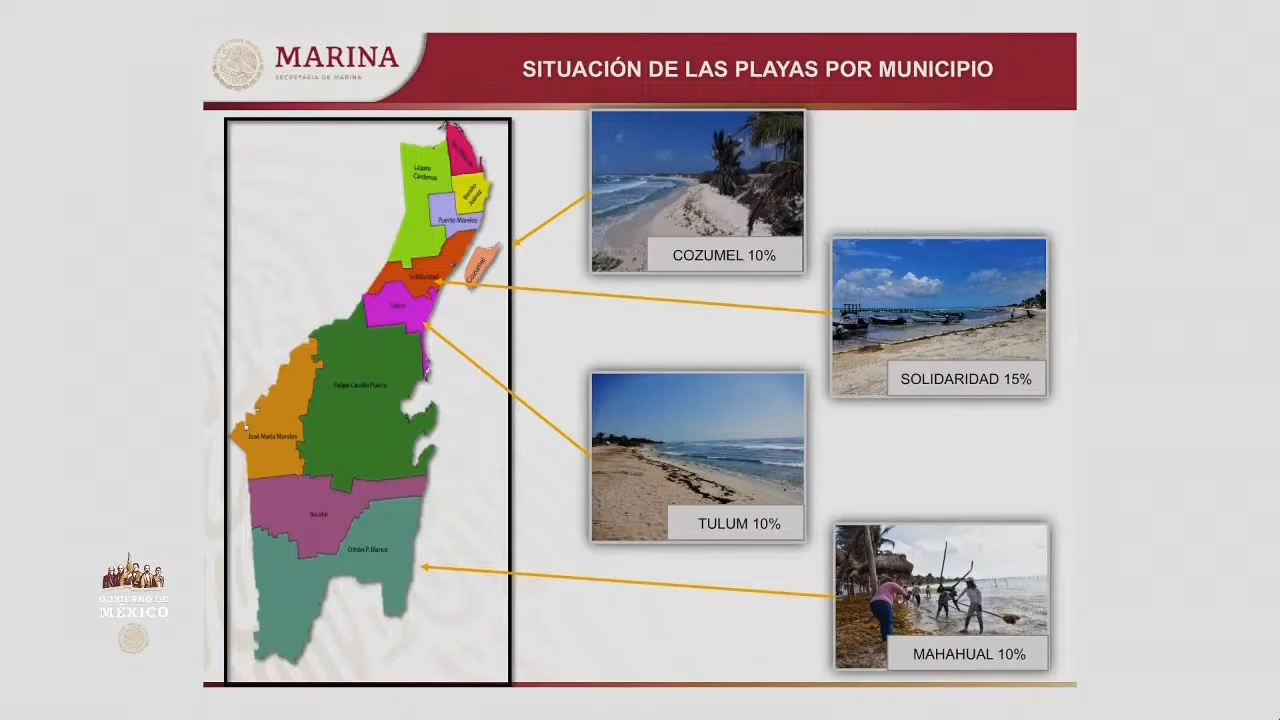 MARINA
SECRETARÍA DE MARINA
SITUACIÓN DE LAS PLAYAS POR MUNICIPIO
Lázaro
Cárdenas
Benito
Juárez
Puerto Morelos
Cozumel
Solidaridad
Tulum
Felipe Carrillo Puerto
José María Morelos
Bacalar
Othón P. Blanco
COZUMEL 10%
SOLIDARIDAD 15%
TULUM 10%
MAHAHUAL 10%
GOBIERNO DE
MÉXICO